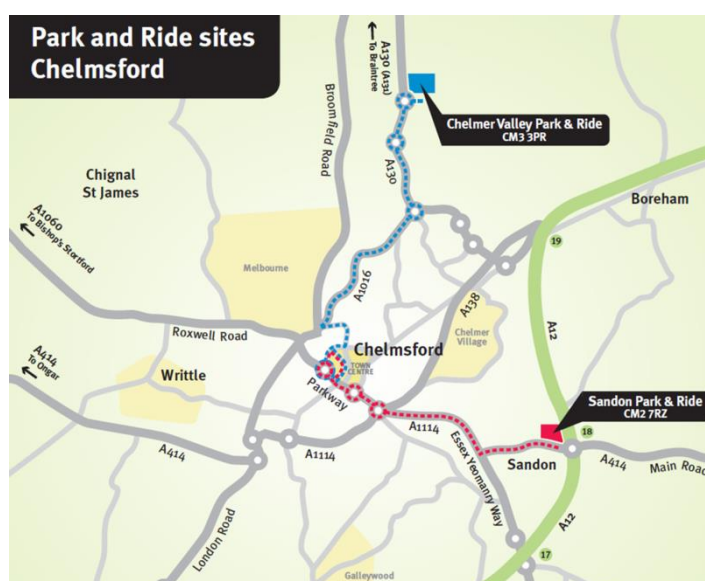 Park and Ride sites
Chelmsford
A130 (A131)
To Braintree
Broomfield Road
Chelmer Valley Park & Ride
CM3 3PR
A130
Chignal
St James
Boreham
A1060
To Bishop's Stortford
19
Melbourne
A1016
A138
Roxwell Road
A12
Chelmer
Village
Chelmsford
TOWN
CENTRE
A414
To Ongar
Writtle
Parkway
Sandon Park & Ride
CM2 7RZ
A1114
18
Essex Yeomanry Way
Sandon
A414
Main Road
A414
A1114
London Road
A12
17
Galleywood